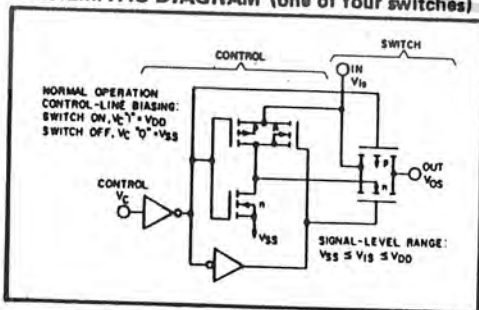 DIAGRAM (one of four switches)
SWITCH
CONTROL
IN
Vis
NORMAL OPERATION
CONTROL-LINE BIASING:
SWITCH ON, VC "1" = VDD
SWITCH OFF, VC "0" = VSS
p
n
p
OUT
VOS
n
CONTROL
VC
n
VSS
SIGNAL-LEVEL RANGE:
VSS ≤ VIS ≤ VDD